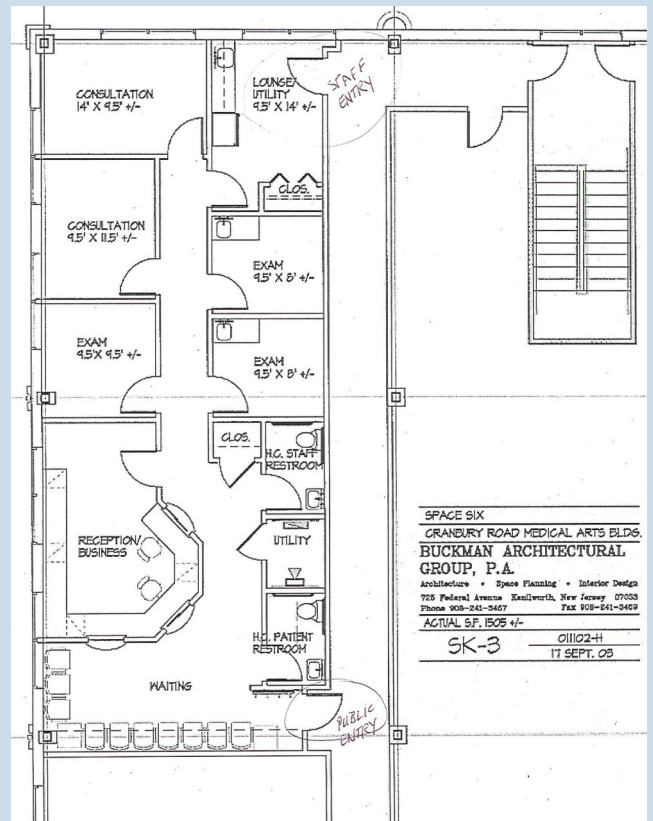 CONSULTATION
14' X 9.5' +/-
LOUNGE/
UTILITY
9.5' X 14' +/-
STAFF
ENTRY
CLOS.
CONSULTATION
9.5' X 11.5' +/-
EXAM
9.5' X 8' +/-
EXAM
9.5' X 9.5' +/-
EXAM
9.5' X 8' +/-
CLOS.
H.C. STAFF
RESTROOM
RECEPTION/
BUSINESS
UTILITY
H.C. PATIENT
RESTROOM
WAITING
PUBLIC
ENTRY
SPACE SIX
CRANBURY ROAD MEDICAL ARTS BLDS.
BUCKMAN ARCHITECTURAL
GROUP, P.A.
Architecture • Space Planning • Interior Design
725 Federal Avenue Kenilworth, New Jersey 07033
Phone 908-241-3467 Fax 908-241-3469
ACTUAL S.F. 1505 +/-
SK-3
011102-H
17 SEPT. 03